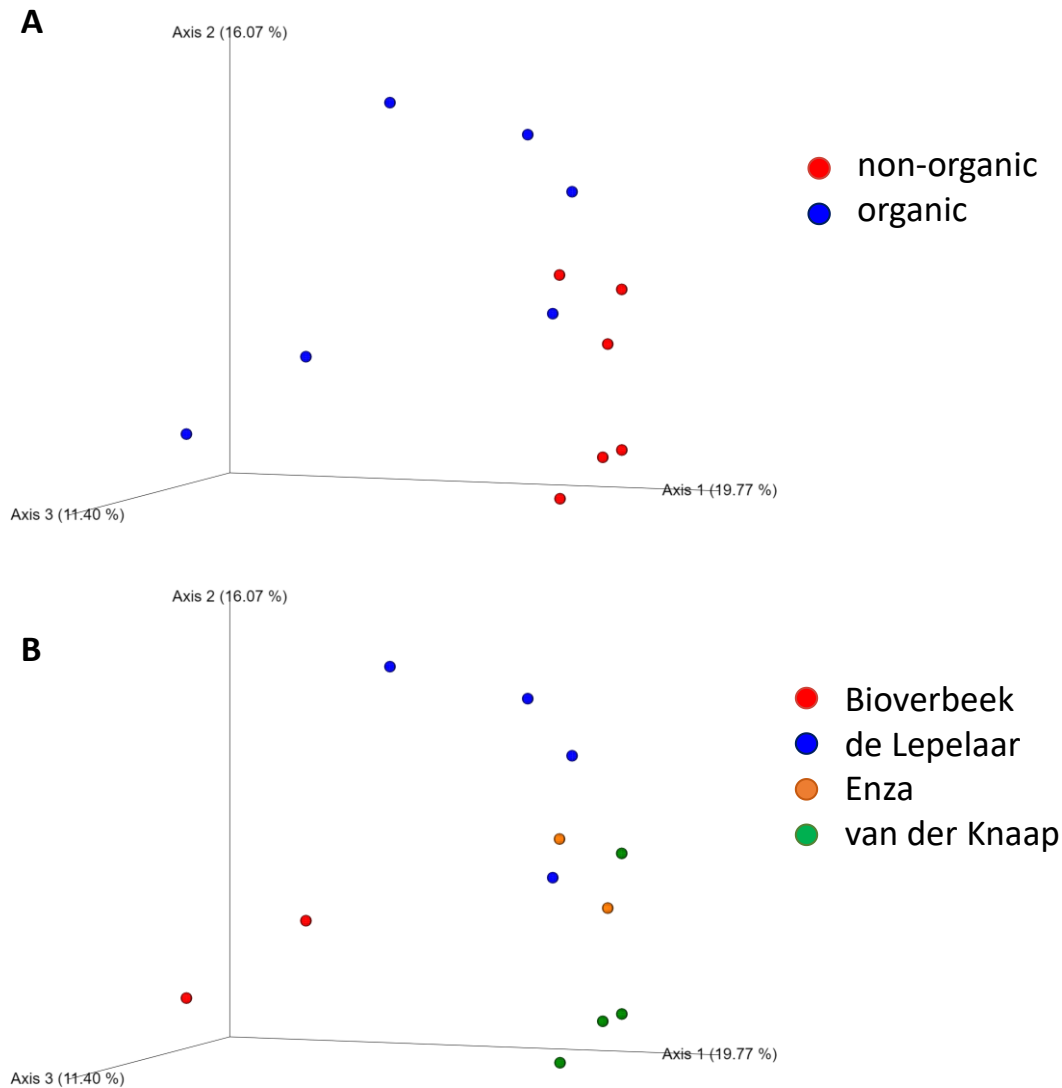 A
Axis 2 (16.07 %)
non-organic
organic
Axis 1 (19.77 %)
Axis 3 (11.40 %)
Axis 2 (16.07 %)
B
Bioverbeek
de Lepelaar
Enza
van der Knaap
Axis 1 (19.77 %)
Axis 3 (11.40 %)